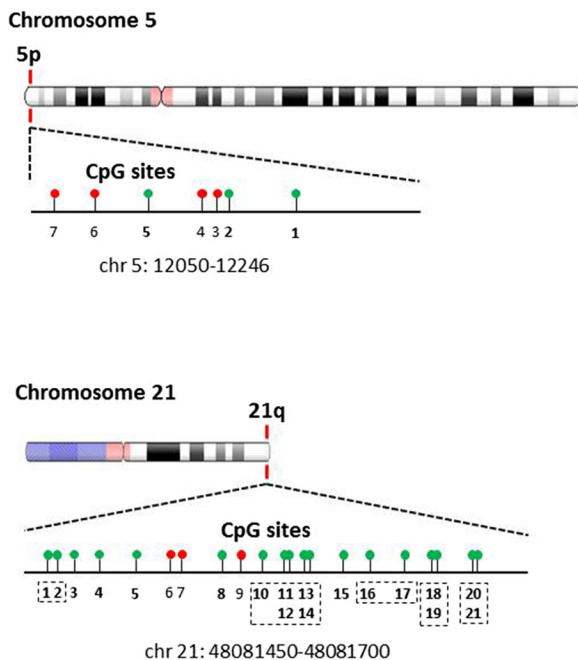 Chromosome 5
5p
CpG sites
7 6 5 4 3 2 1
chr 5: 12050-12246
Chromosome 21
21q
CpG sites
1 2 3 4 5 6 7 8 9 10 11 13 15 16 17 18 20
12 14 19 21
chr 21: 48081450-48081700